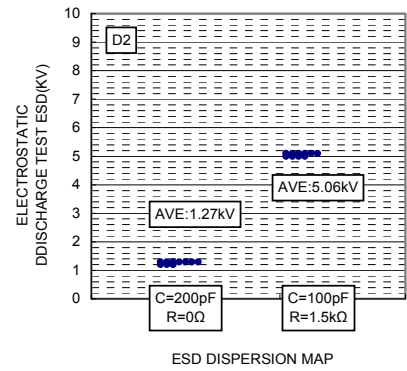 ELECTROSTATIC
DDISCHARGE TEST ESD(KV)
10
9
8
7
6
5
4
3
2
1
0
D2
AVE:5.06kV
AVE:1.27kV
C=200pF
R=0Ω
C=100pF
R=1.5kΩ
ESD DISPERSION MAP